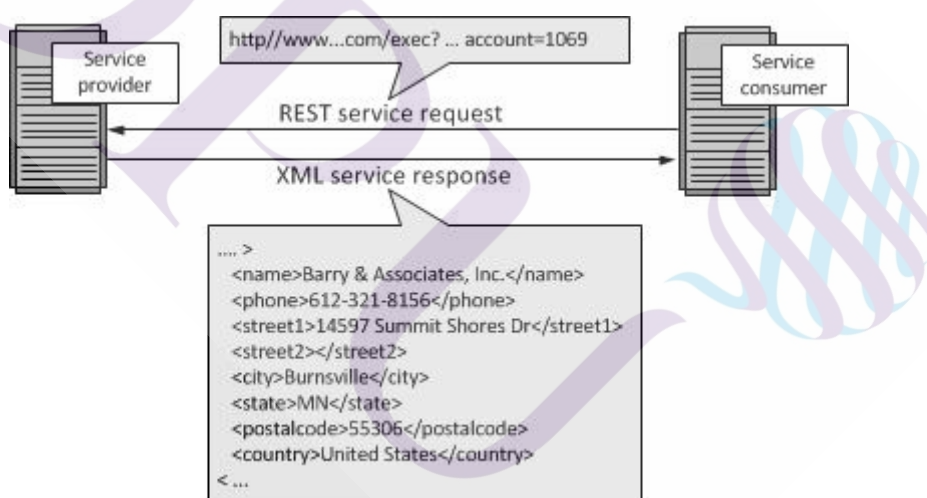 Service
provider
http//www...com/exec? ... account=1069
Service
consumer
REST service request
XML service response
.... >
<name>Barry & Associates, Inc.</name>
<phone>612-321-8156</phone>
<street1>14597 Summit Shores Dr</street1>
<street2></street2>
<city>Burnsville</city>
<state>MN</state>
<postalcode>55306</postalcode>
<country>United States</country>
< ...